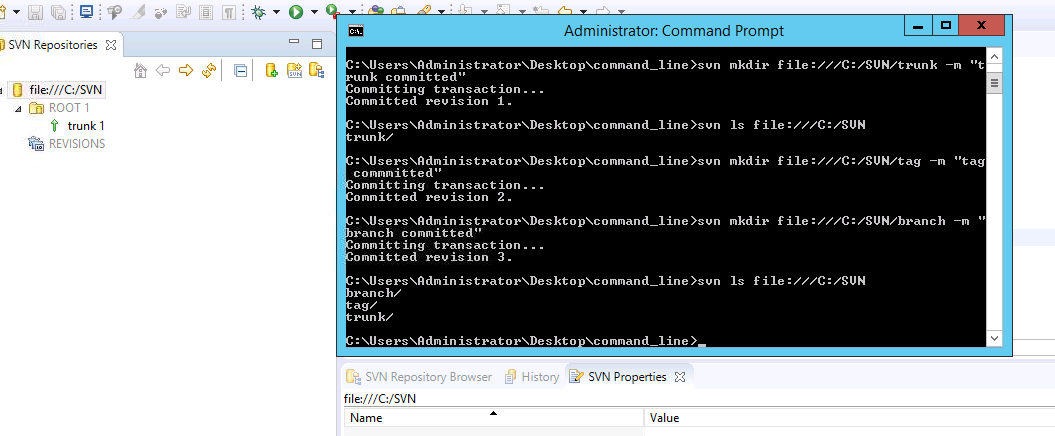 SVN Repositories
file:///C:/SVN
ROOT 1
trunk 1
REVISIONS
Administrator: Command Prompt
C:\Users\Administrator\Desktop\command_line>svn mkdir file:///C:/SVN/trunk -m "t
runk committed"
Committing transaction...
Committed revision 1.
C:\Users\Administrator\Desktop\command_line>svn ls file:///C:/SVN
trunk/
C:\Users\Administrator\Desktop\command_line>svn mkdir file:///C:/SVN/tag -m "tag
 commmitted"
Committing transaction...
Committed revision 2.
C:\Users\Administrator\Desktop\command_line>svn mkdir file:///C:/SVN/branch -m "
branch committed"
Committing transaction...
Committed revision 3.
C:\Users\Administrator\Desktop\command_line>svn ls file:///C:/SVN
branch/
tag/
trunk/
C:\Users\Administrator\Desktop\command_line>_
SVN Repository Browser History SVN Properties
file:///C:/SVN
Name Value